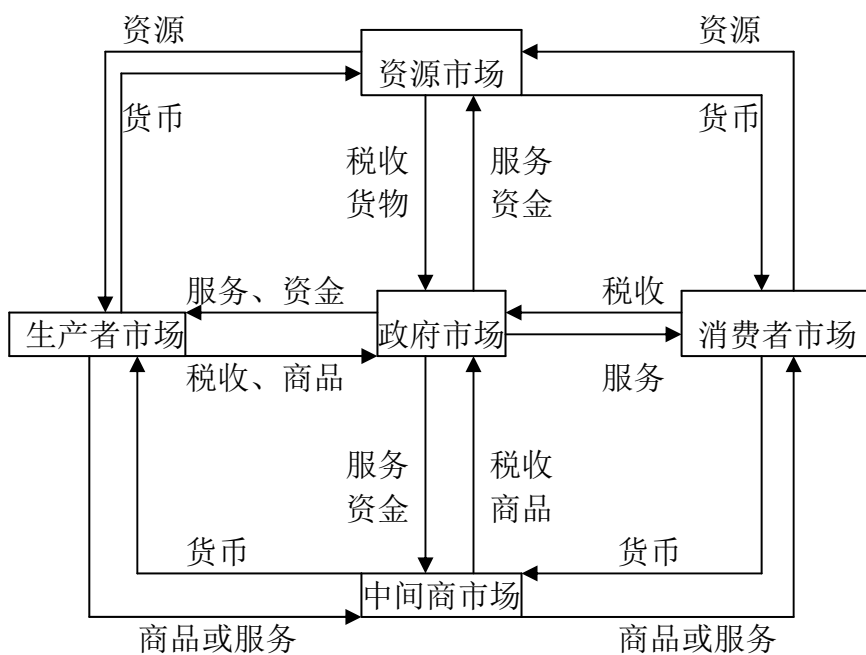 资源
资源
资源市场
货币
货币
税收
货物
服务
资金
服务、资金
税收
生产者市场
政府市场
消费者市场
税收、商品
服务
服务
资金
税收
商品
货币
货币
中间商市场
商品或服务
商品或服务